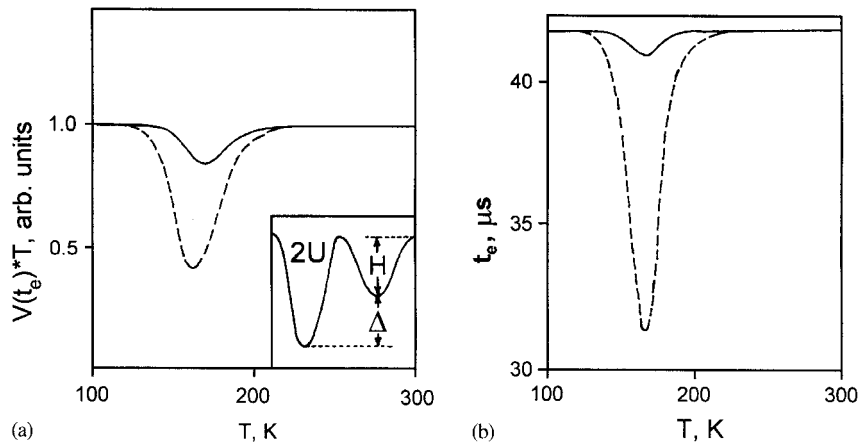 V(t_e)*T, arb. units
1.0
0.5
2U
H
Δ
100
200
300
(a)
T, K
t_e, μs
40
35
30
100
200
300
(b)
T, K